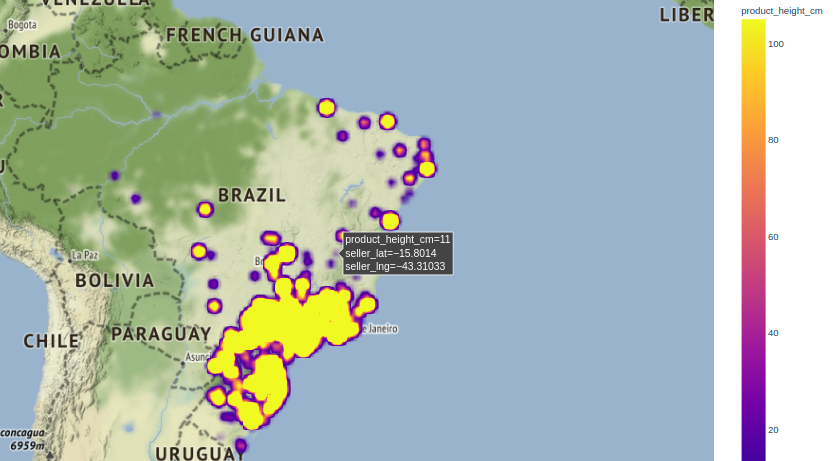 VENEZUELA
Bogota
OMBIA
FRENCH GUIANA
LIBER
product_height_cm
100
80
60
40
20
BRAZIL
product_height_cm=11
seller_lat=−15.8014
seller_lng=−43.31033
La Paz
Br
BOLIVIA
PARAGUAY
CHILE
e Janeiro
Asunc
concagua
6959m
URUGUAY